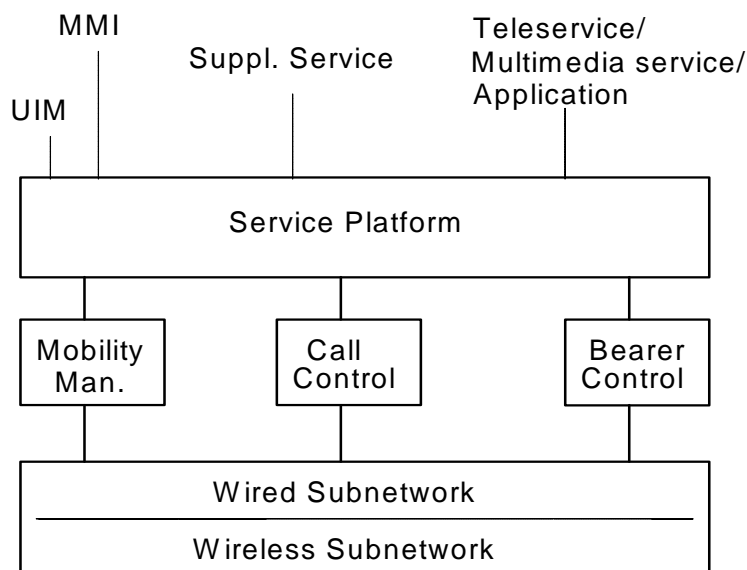 MMI
Teleservice/
Suppl. Service
Multimedia service/
Application
UIM
Service Platform
Mobility
Man.
Call
Control
Bearer
Control
Wired Subnetwork
Wireless Subnetwork